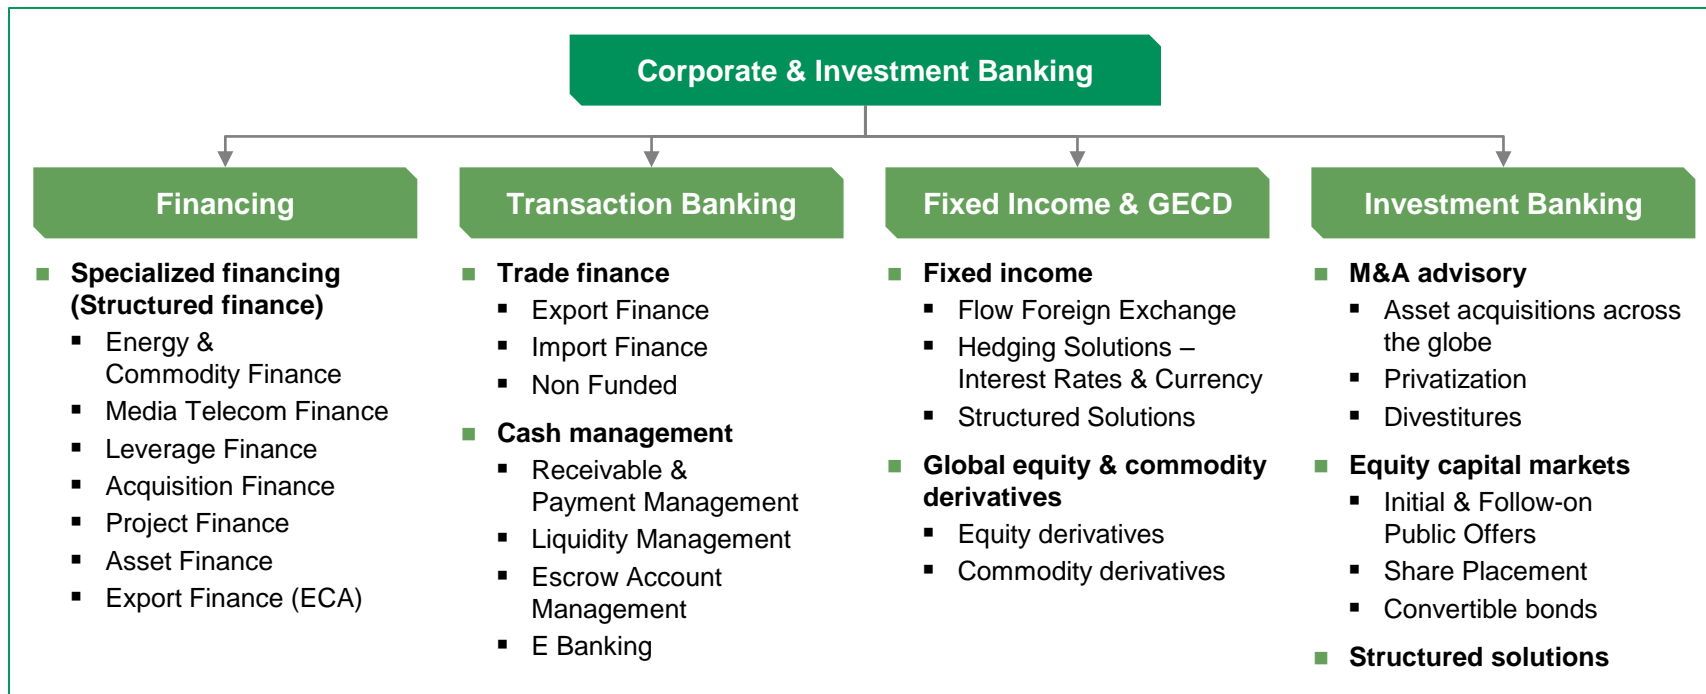 Corporate & Investment Banking
Financing
Specialized financing
(Structured finance)
Energy &
Commodity Finance
Media Telecom Finance
Leverage Finance
Acquisition Finance
Project Finance
Asset Finance
Export Finance (ECA)
Transaction Banking
Trade finance
Export Finance
Import Finance
Non Funded
Cash management
Receivable &
Payment Management
Liquidity Management
Escrow Account
Management
E Banking
Fixed Income & GECD
Fixed income
Flow Foreign Exchange
Hedging Solutions –
Interest Rates & Currency
Structured Solutions
Global equity & commodity
derivatives
Equity derivatives
Commodity derivatives
Investment Banking
M&A advisory
Asset acquisitions across
the globe
Privatization
Divestitures
Equity capital markets
Initial & Follow-on
Public Offers
Share Placement
Convertible bonds
Structured solutions